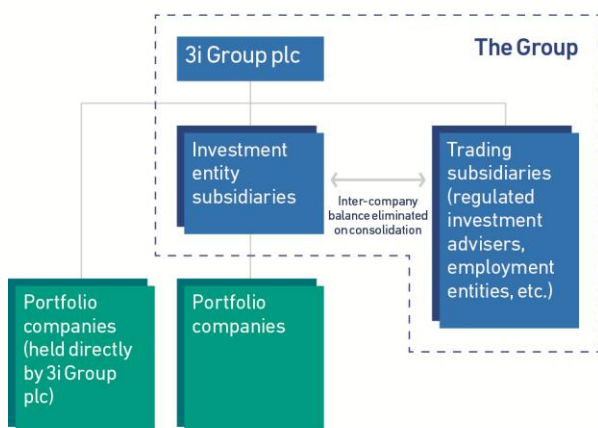 3i Group plc
The Group
Investment
entity
subsidiaries
Inter-company
balance eliminated
on consolidation
Trading
subsidiaries
(regulated
investment
advisers,
employment
entities, etc.)
Portfolio
companies
(held directly
by 3i Group
plc)
Portfolio
companies